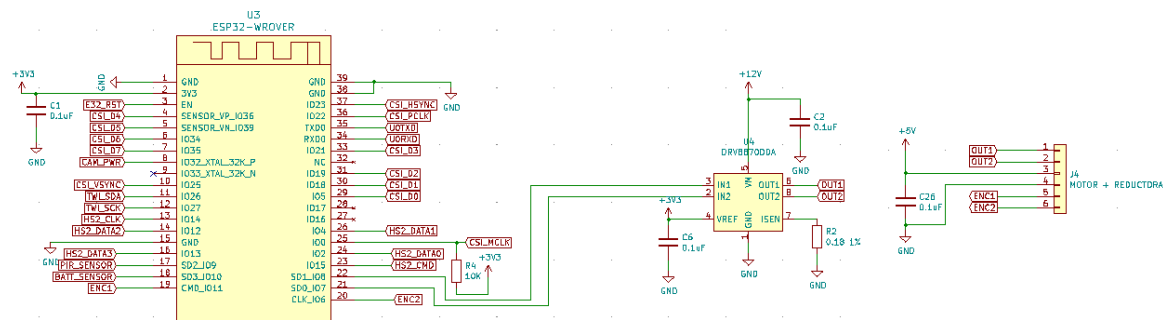 U3
ESP32-WROVER
+3V3
C1
0.1uF
GND
GND
1 GND
2 3V3
E32_RST 3 EN
CSI_D4 4 SENSOR_VP_IO36
CSI_D5 5 SENSOR_VN_IO39
CSI_D6 6 IO34
CSI_D7 7 IO35
CAM_PWR 8 IO32_XTAL_32K_P
9 IO33_XTAL_32K_N
CSI_VSYNC 10 IO25
TWI_SDA 11 IO26
TWI_SCK 12 IO27
HS2_CLK 13 IO14
HS2_DATA2 14 IO12
GND 15 GND
HS2_DATA3 16 IO13
PIR_SENSOR 17 SD2_IO9
BATT_SENSOR 18 SD3_IO10
ENC1 19 CMD_IO11
GND 39
GND 38
GND
IO23 37 CSI_HSYNC
IO22 36 CSI_PCLK
TXD0 35 U0TXD
RXD0 34 U0RXD
IO21 33 CSI_D3
NC 32
IO19 31 CSI_D2
IO18 30 CSI_D1
IO5 29 CSI_D0
IO17 28
IO16 27
IO4 26 HS2_DATA1
IO0 25 CSI_MCLK
IO2 24 HS2_DATA0
IO15 23 HS2_CMD
SD1_IO8 22
SD0_IO7 21
CLK_IO6 20 ENC2
R4
10K
+3V3
+12V
C2
0.1uF
GND
U4
DRV8870DDA
5 VM
3 IN1
2 IN2
4 VREF
OUT1 6 OUT1
OUT2 8 OUT2
ISEN 7
GND 1
GND
+3V3
C6
0.1uF
GND
R2
0.18 1%
GND
+5V
C26
0.1uF
GND
OUT1 1
OUT2 2
3
4
ENC1 5
ENC2 6
J4
MOTOR + REDUCTORA